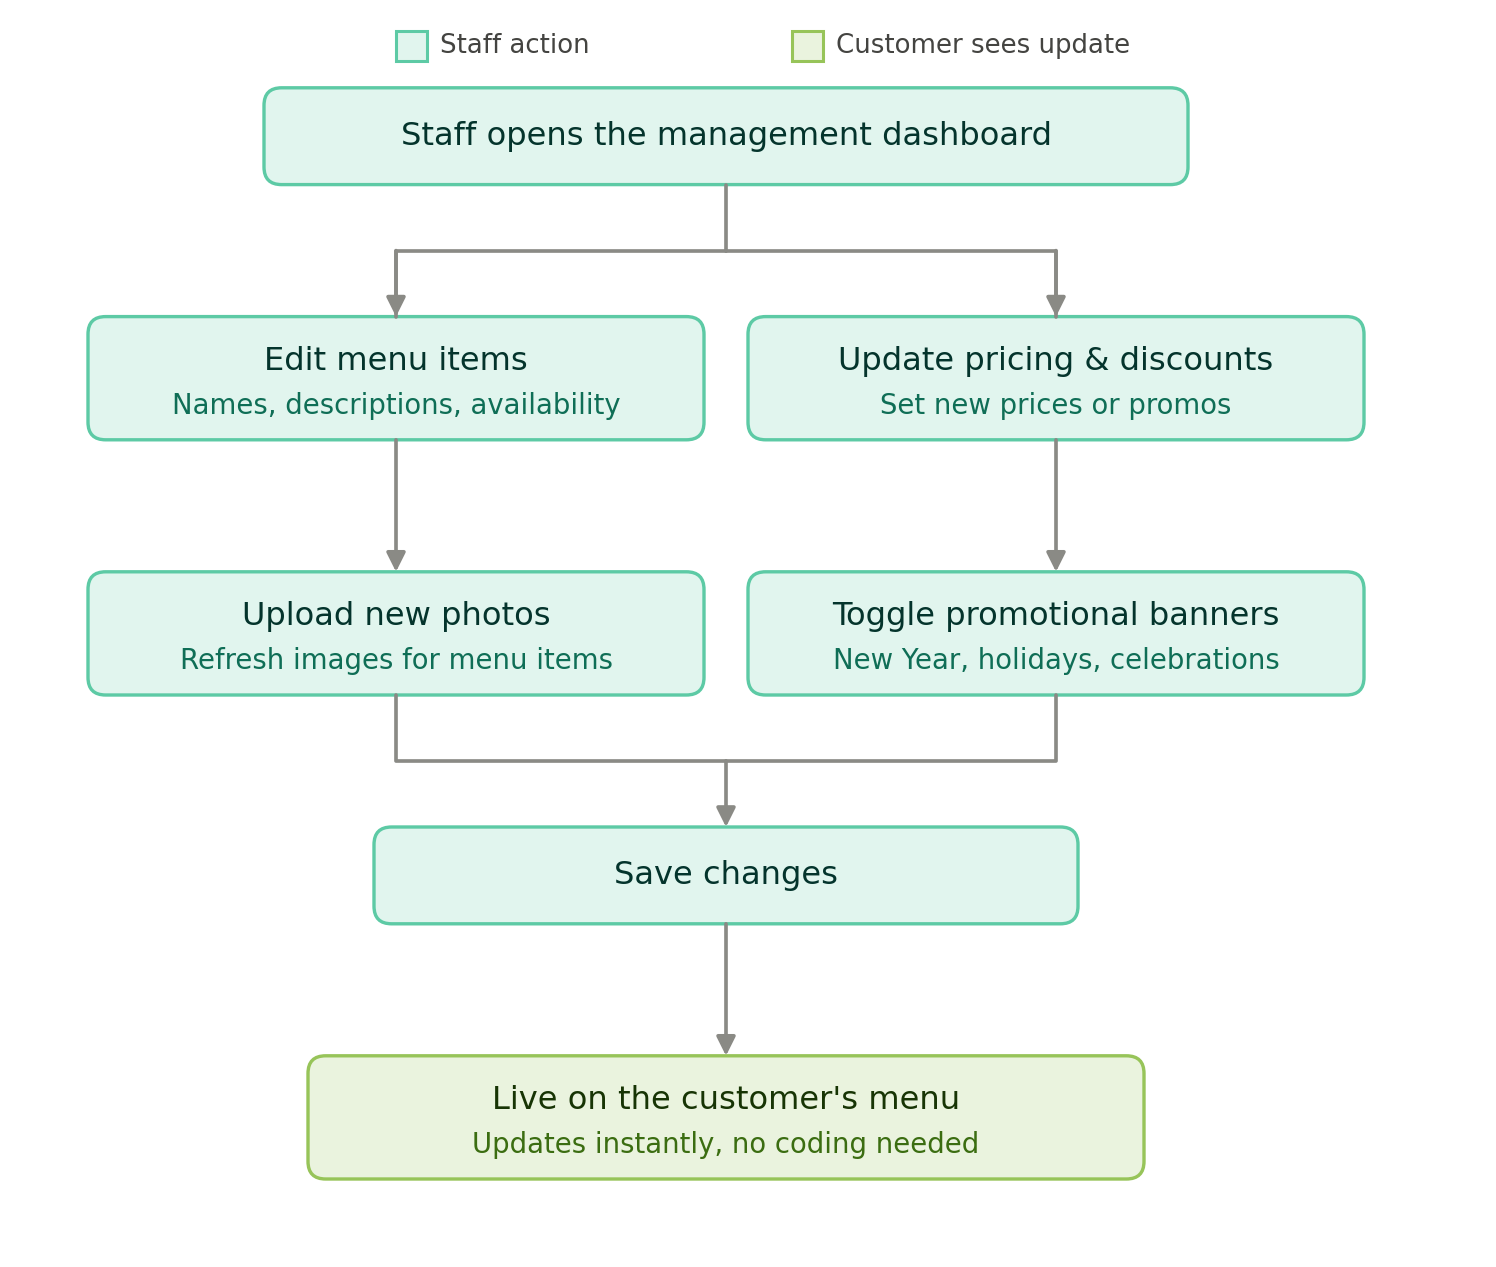 Staff action
Customer sees update
Staff opens the management dashboard
Edit menu items
Names, descriptions, availability
Update pricing & discounts
Set new prices or promos
Upload new photos
Refresh images for menu items
Toggle promotional banners
New Year, holidays, celebrations
Save changes
Live on the customer's menu
Updates instantly, no coding needed